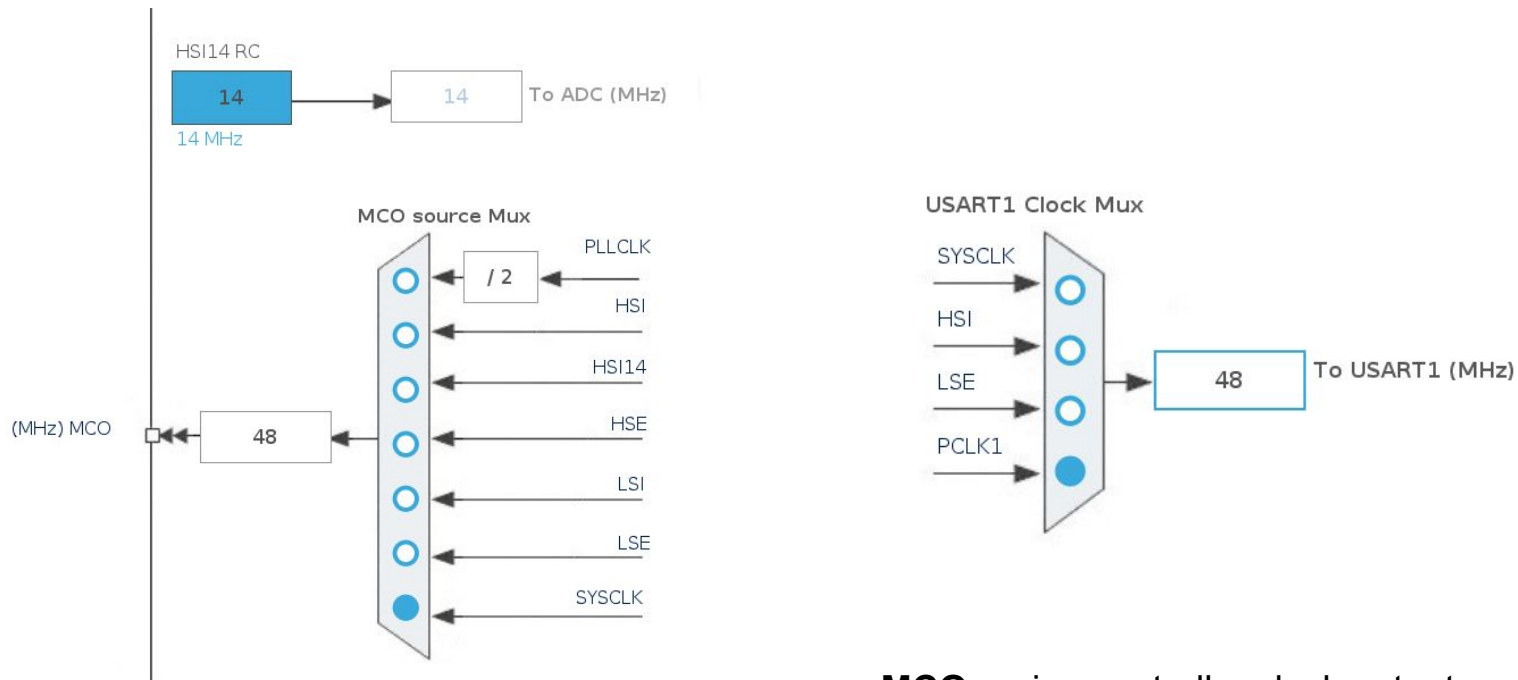 HSI14 RC
14
14
To ADC (MHz)
14 MHz
MCO source Mux
PLLCLK
/ 2
HSI
HSI14
HSE
(MHz) MCO
48
LSI
LSE
SYSCLK
USART1 Clock Mux
SYSCLK
HSI
LSE
PCLK1
48
To USART1 (MHz)